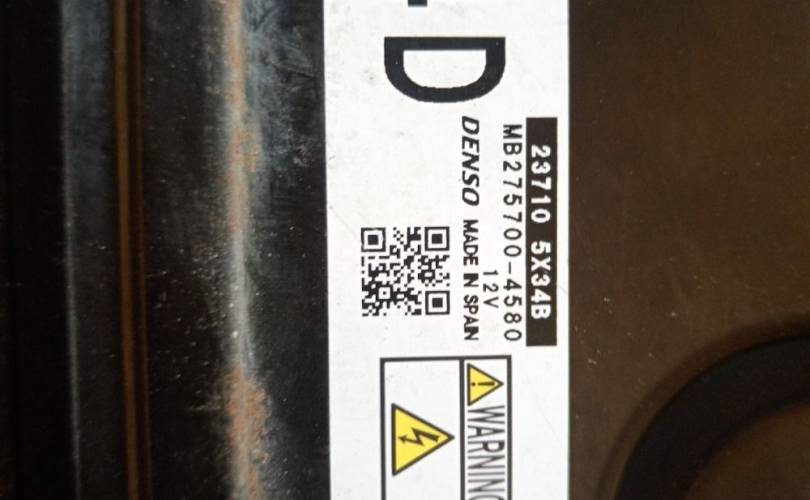 D
23710 5X34B
MB275700-4580
12V
DENSO MADE IN SPAIN
WARNING